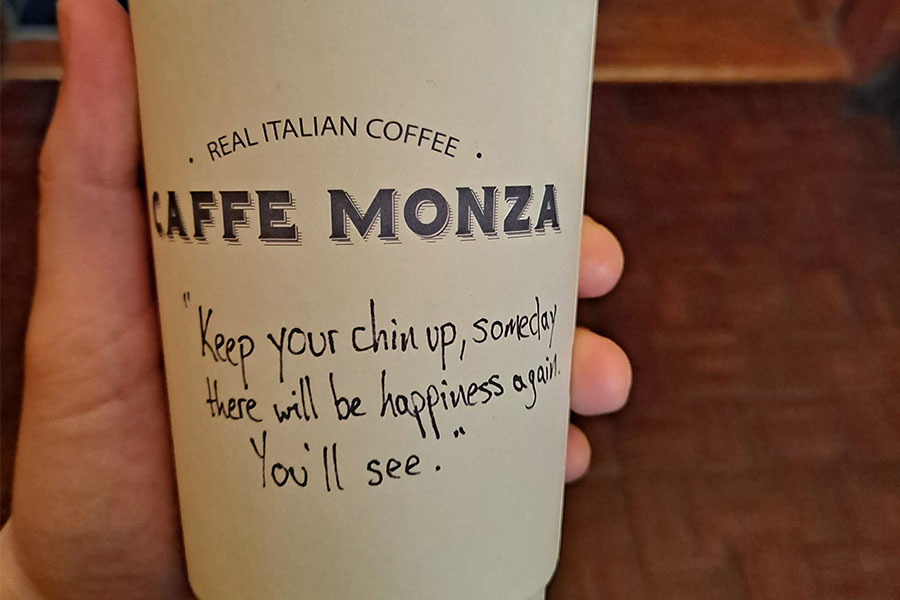 · REAL ITALIAN COFFEE ·
CAFFE MONZA
"Keep your chin up, someday
there will be happiness again.
You'll see."